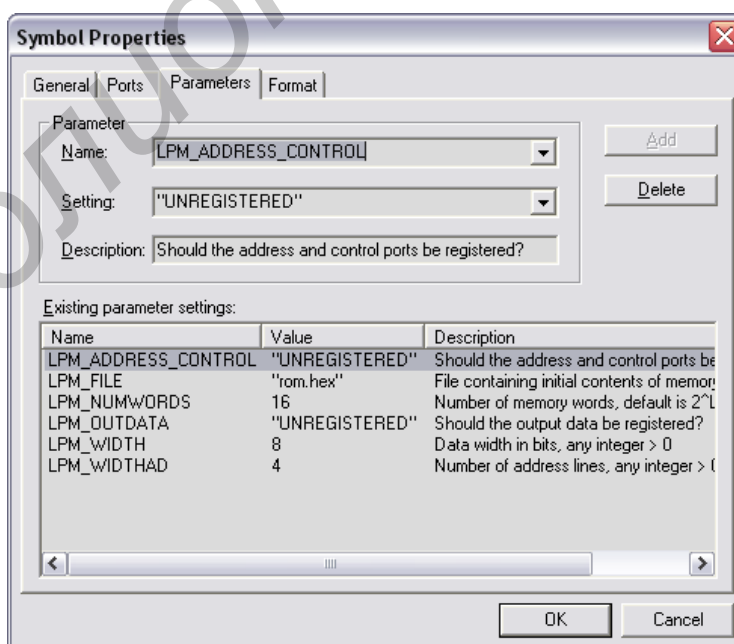 Symbol Properties
General Ports Parameters Format
Parameter
Name: LPM_ADDRESS_CONTROL
Add
Setting: "UNREGISTERED"
Delete
Description: Should the address and control ports be registered?
Existing parameter settings:
Name Value Description
LPM_ADDRESS_CONTROL "UNREGISTERED" Should the address and control ports be
LPM_FILE "rom.hex" File containing initial contents of memor
LPM_NUMWORDS 16 Number of memory words, default is 2^L
LPM_OUTDATA "UNREGISTERED" Should the output data be registered?
LPM_WIDTH 8 Data width in bits, any integer > 0
LPM_WIDTHAD 4 Number of address lines, any integer > 0
OK Cancel